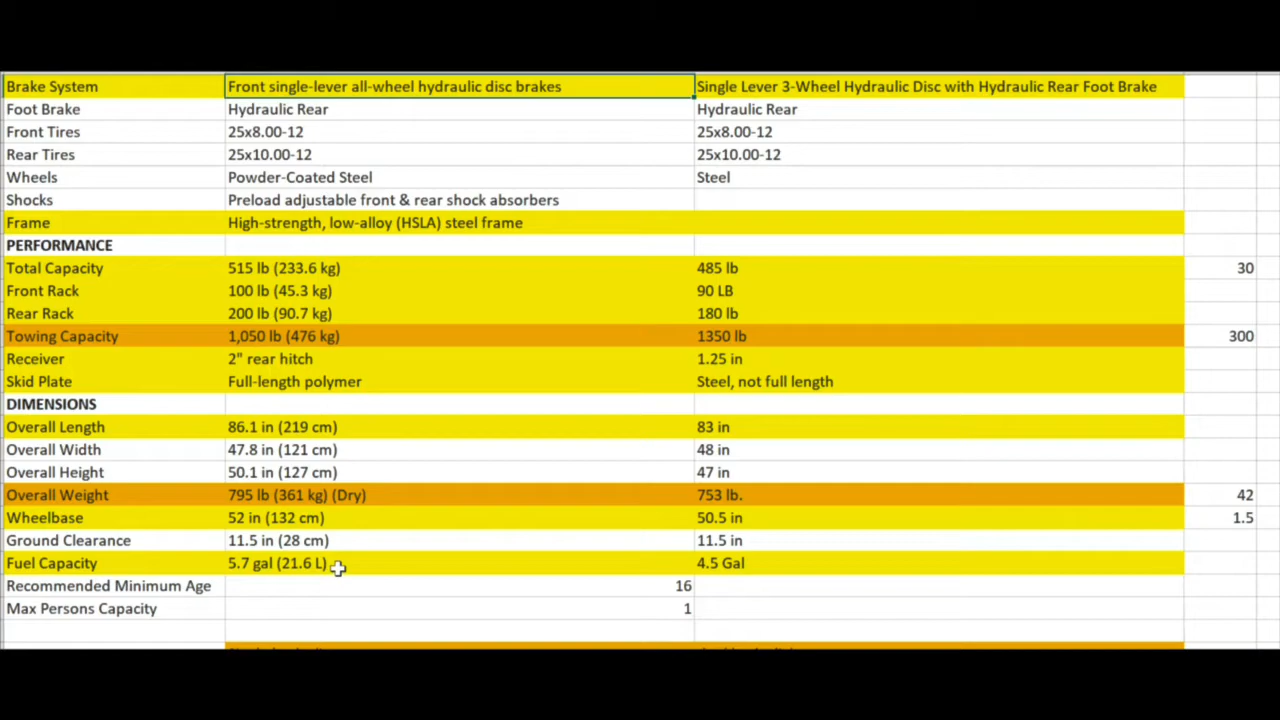 Brake System Front single-lever all-wheel hydraulic disc brakes Single Lever 3-Wheel Hydraulic Disc with Hydraulic Rear Foot Brake
Foot Brake Hydraulic Rear Hydraulic Rear
Front Tires 25x8.00-12 25x8.00-12
Rear Tires 25x10.00-12 25x10.00-12
Wheels Powder-Coated Steel Steel
Shocks Preload adjustable front & rear shock absorbers
Frame High-strength, low-alloy (HSLA) steel frame
PERFORMANCE
Total Capacity 515 lb (233.6 kg) 485 lb 30
Front Rack 100 lb (45.3 kg) 90 LB
Rear Rack 200 lb (90.7 kg) 180 lb
Towing Capacity 1,050 lb (476 kg) 1350 lb 300
Receiver 2" rear hitch 1.25 in
Skid Plate Full-length polymer Steel, not full length
DIMENSIONS
Overall Length 86.1 in (219 cm) 83 in
Overall Width 47.8 in (121 cm) 48 in
Overall Height 50.1 in (127 cm) 47 in
Overall Weight 795 lb (361 kg) (Dry) 753 lb. 42
Wheelbase 52 in (132 cm) 50.5 in 1.5
Ground Clearance 11.5 in (28 cm) 11.5 in
Fuel Capacity 5.7 gal (21.6 L) 4.5 Gal
Recommended Minimum Age 16
Max Persons Capacity 1